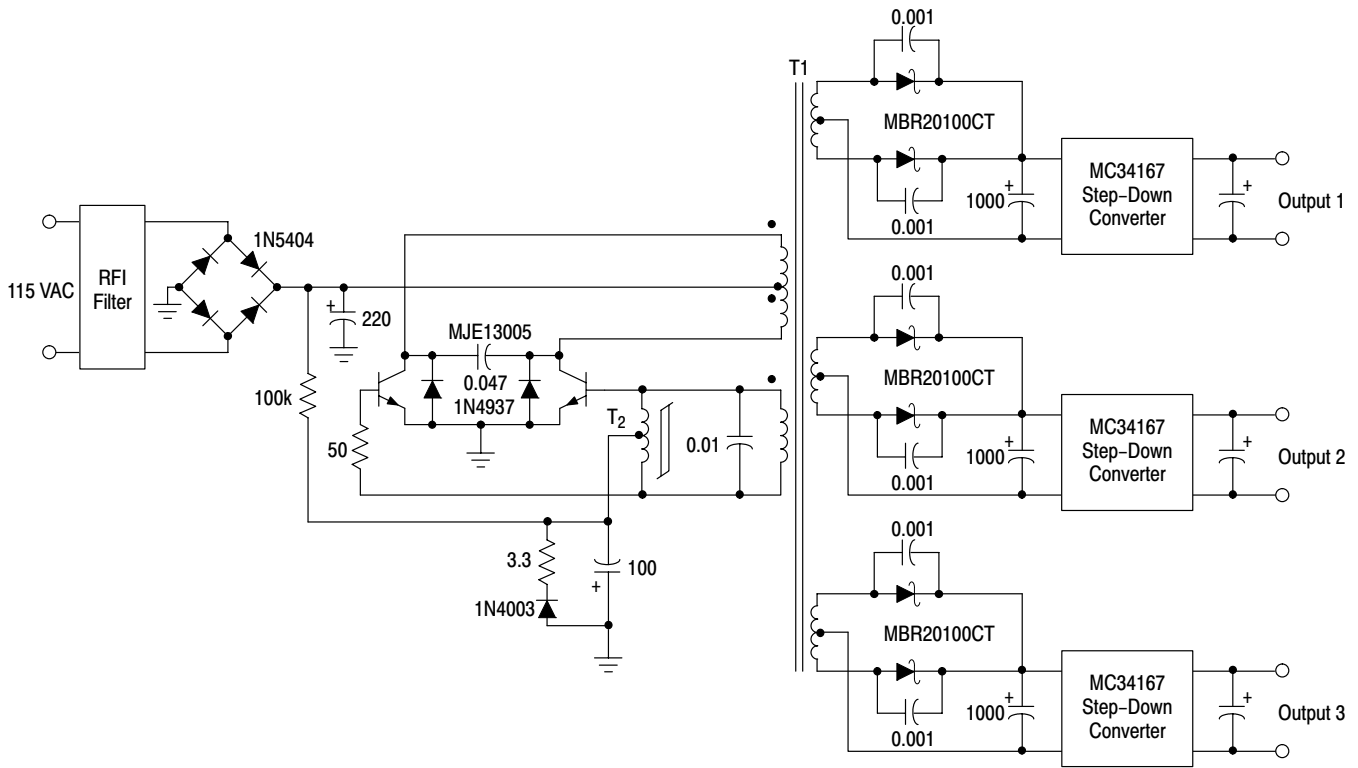 0.001
T1
MBR20100CT
0.001
1000
+
MC34167
Step–Down
Converter
+
Output 1
115 VAC
RFI
Filter
1N5404
+
220
100k
MJE13005
0.047
1N4937
50
T2
0.01
3.3
1N4003
100
+
0.001
MBR20100CT
0.001
1000
+
MC34167
Step–Down
Converter
+
Output 2
0.001
MBR20100CT
0.001
1000
+
MC34167
Step–Down
Converter
+
Output 3